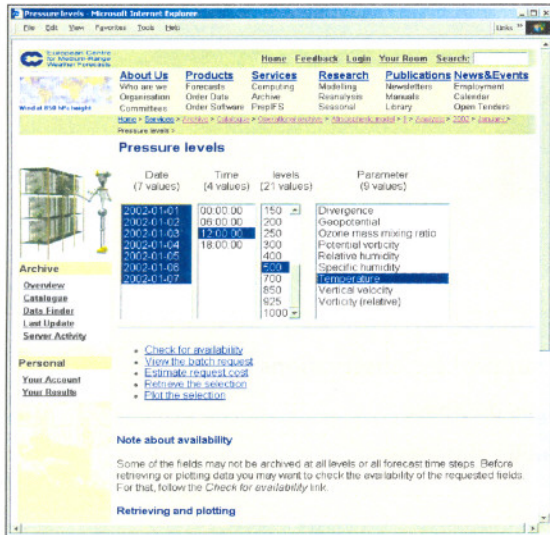 Pressure levels - Microsoft Internet Explorer
File Edit View Favorites Tools Help
Links »
European Centre
for Medium-Range
Weather Forecasts
Home Feedback Login Your Room Search:
About Us Products Services Research Publications News&Events
Who are we Forecasts Computing Modelling Newsletters Employment
Organisation Order Data Archive Reanalysis Manuals Calendar
Committees Order Software PrepIFS Seasonal Library Open Tenders
Wind at 850 hPa height
Home > Services > Archive > Catalogue > Operational archive > Atmospheric model > > Analysis > 2002 > January >
Pressure levels >
Pressure levels
Date Time levels Parameter
(7 values) (4 values) (21 values) (9 values)
2002-01-01 00:00:00 150 Divergence
2002-01-02 06:00:00 200 Geopotential
2002-01-03 12:00:00 250 Ozone mass mixing ratio
2002-01-04 18:00:00 300 Potential vorticity
2002-01-05 400 Relative humidity
2002-01-06 500 Specific humidity
2002-01-07 700 Temperature
850 Vertical velocity
925 Vorticity (relative)
1000
Archive
Overview
Catalogue
Data Finder
Last Update
Server Activity
Personal
Your Account
Your Results
• Check for availability
• View the batch request
• Estimate request cost
• Retrieve the selection
• Plot the selection
Note about availability
Some of the fields may not be archived at all levels or all forecast time steps. Before
retrieving or plotting data you may want to check the availability of the requested fields.
For that, follow the Check for availability link.
Retrieving and plotting